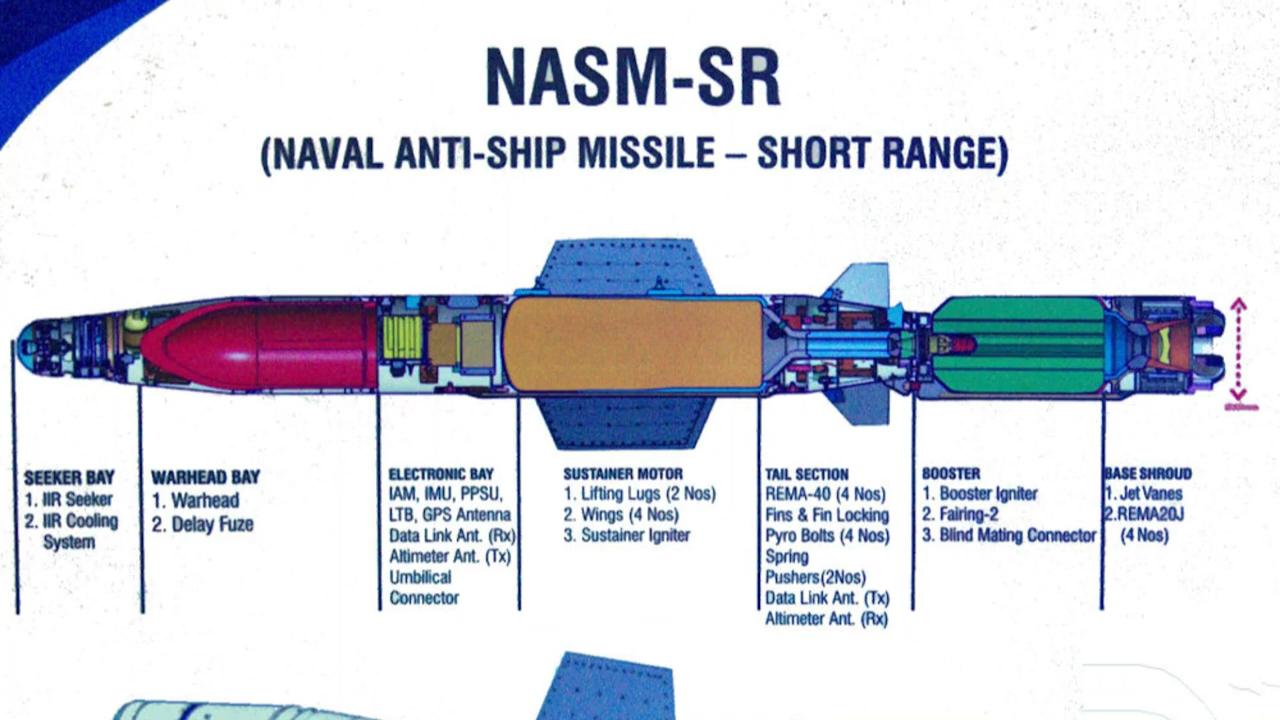 NASM-SR
(NAVAL ANTI-SHIP MISSILE – SHORT RANGE)
SEEKER BAY
1. IIR Seeker
2. IIR Cooling
System
WARHEAD BAY
1. Warhead
2. Delay Fuze
ELECTRONIC BAY
IAM, IMU, PPSU,
LTB, GPS Antenna
Data Link Ant. (Rx)
Altimeter Ant. (Tx)
Umbilical
Connector
SUSTAINER MOTOR
1. Lifting Lugs (2 Nos)
2. Wings (4 Nos)
3. Sustainer Igniter
TAIL SECTION
REMA-40 (4 Nos)
Fins & Fin Locking
Pyro Bolts (4 Nos)
Spring
Pushers(2Nos)
Data Link Ant. (Tx)
Altimeter Ant. (Rx)
BOOSTER
1. Booster Igniter
2. Fairing-2
3. Blind Mating Connector
BASE SHROUD
1. Jet Vanes
2.REMA20J
(4 Nos)